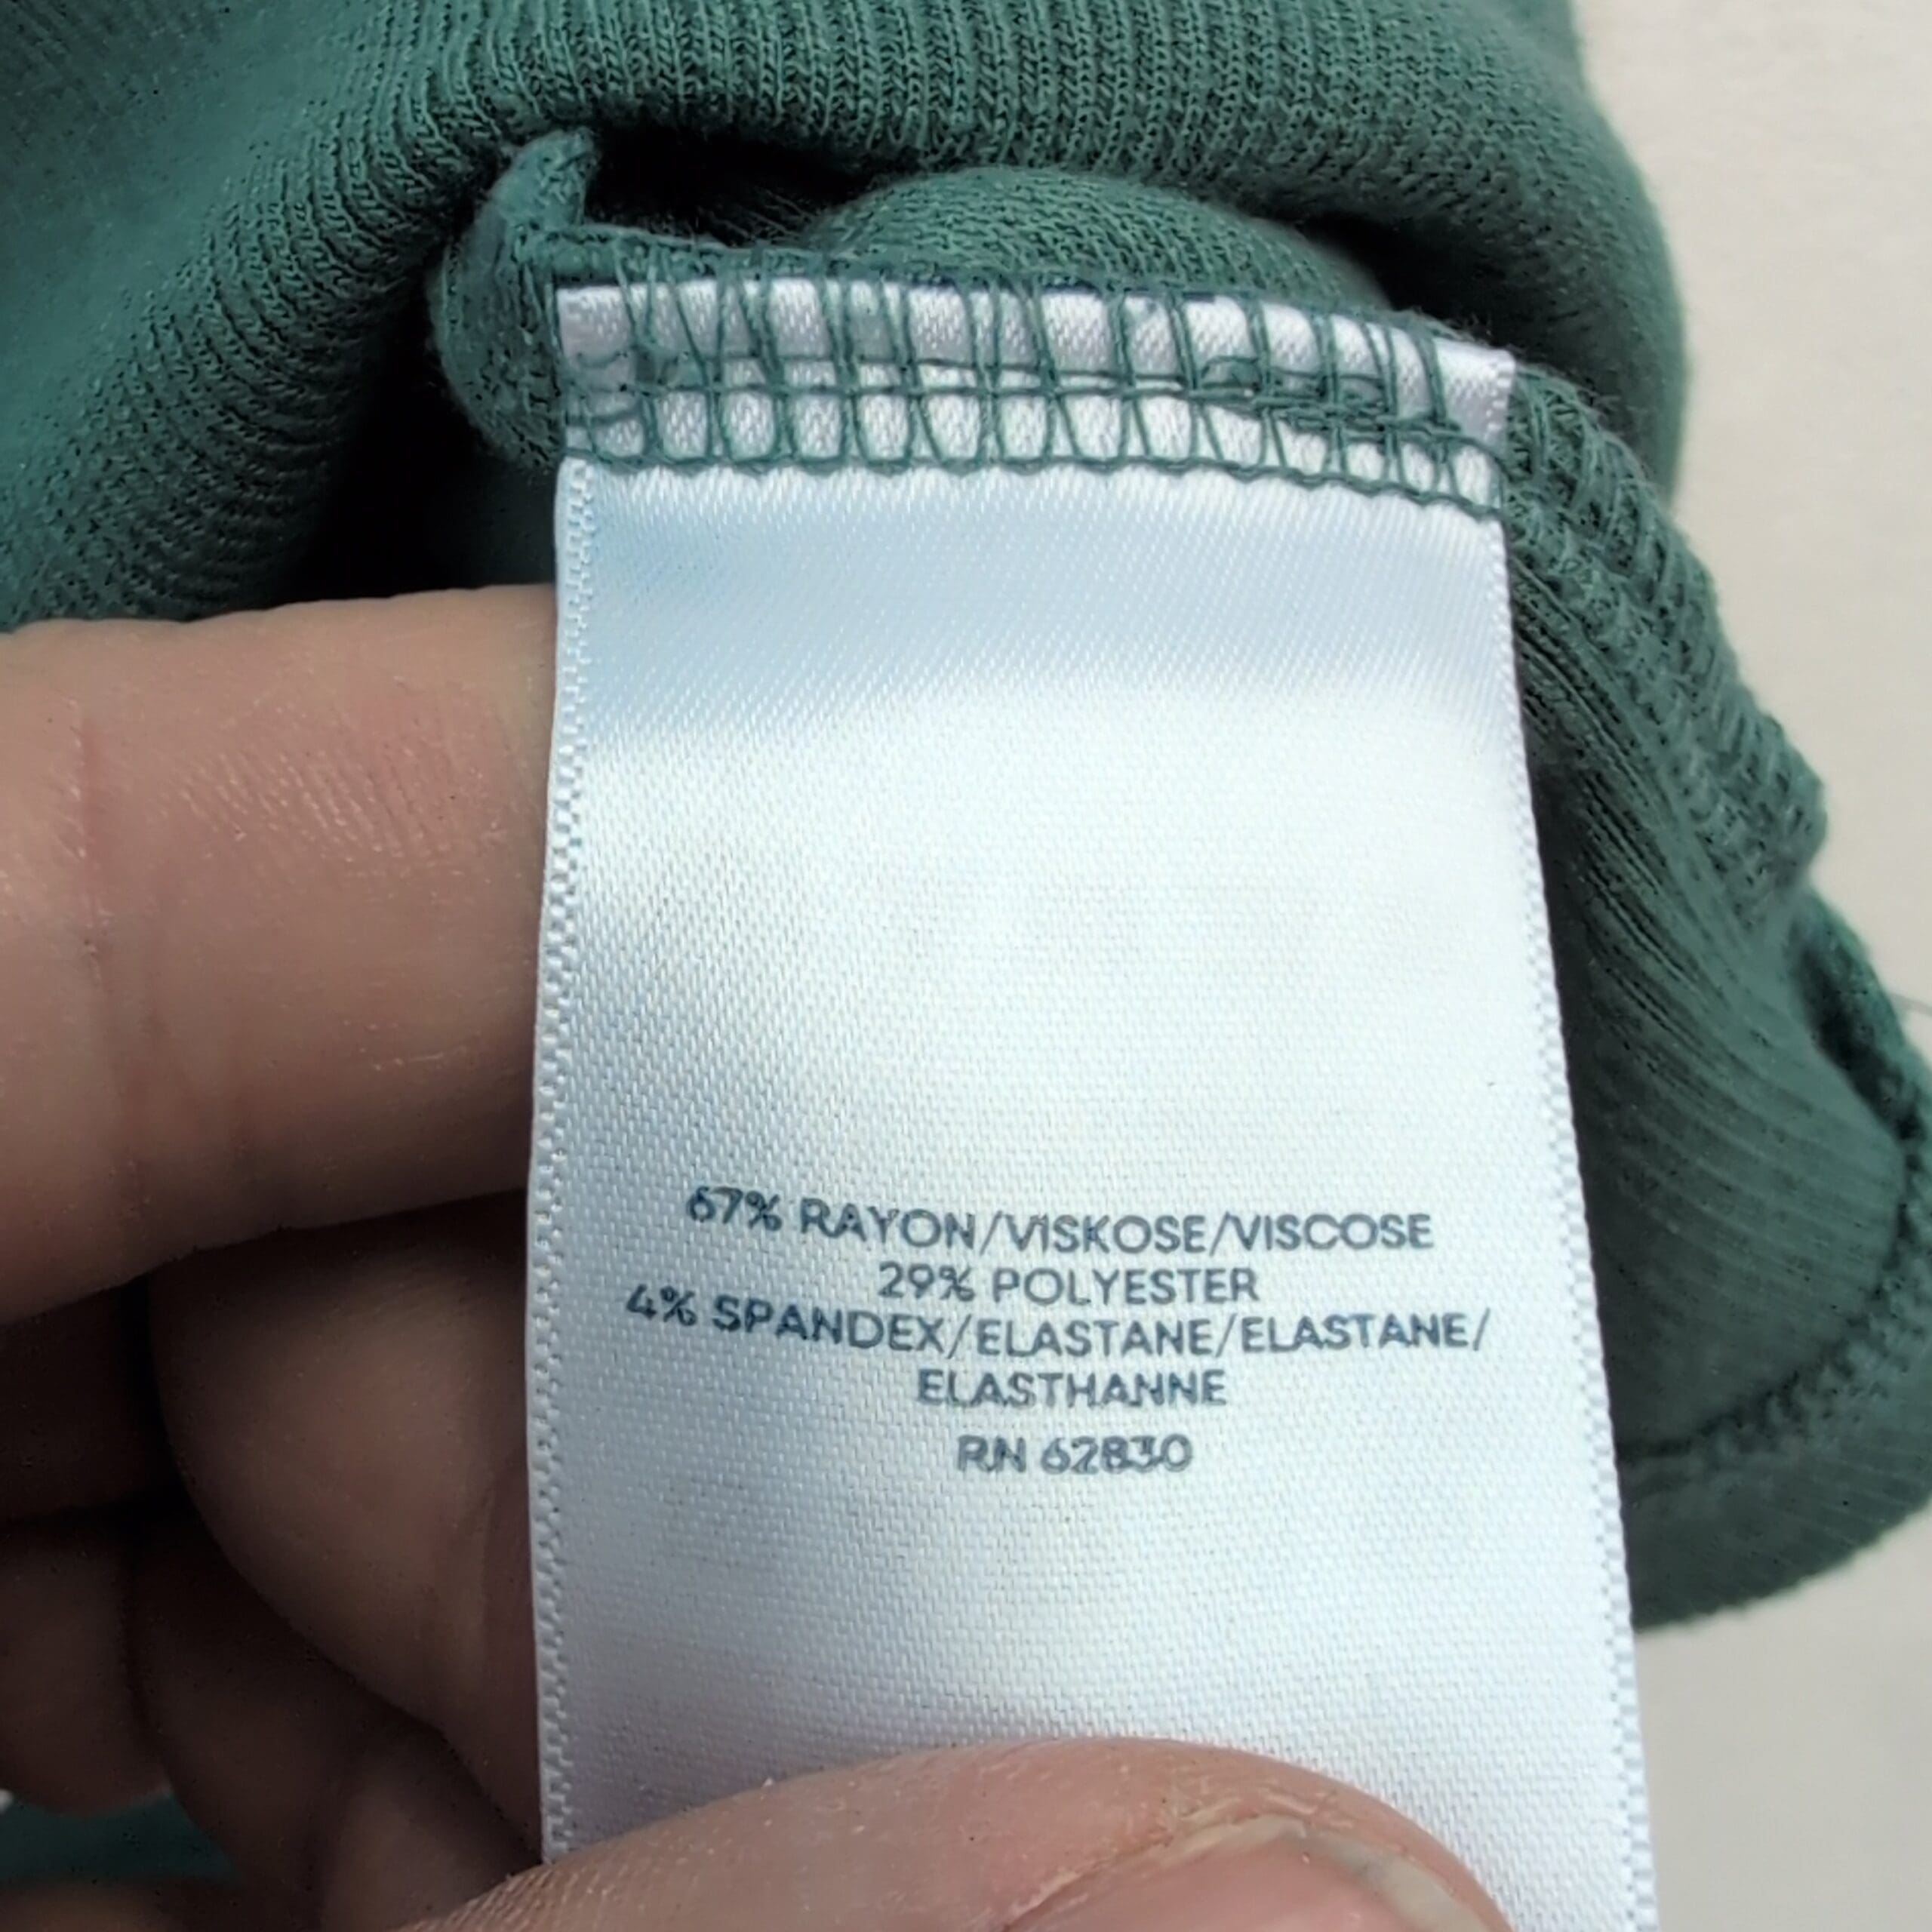 67% RAYON/VISKOSE/VISCOSE
29% POLYESTER
4% SPANDEX/ELASTANE/ELASTANE/
ELASTHANNE
RN 62830